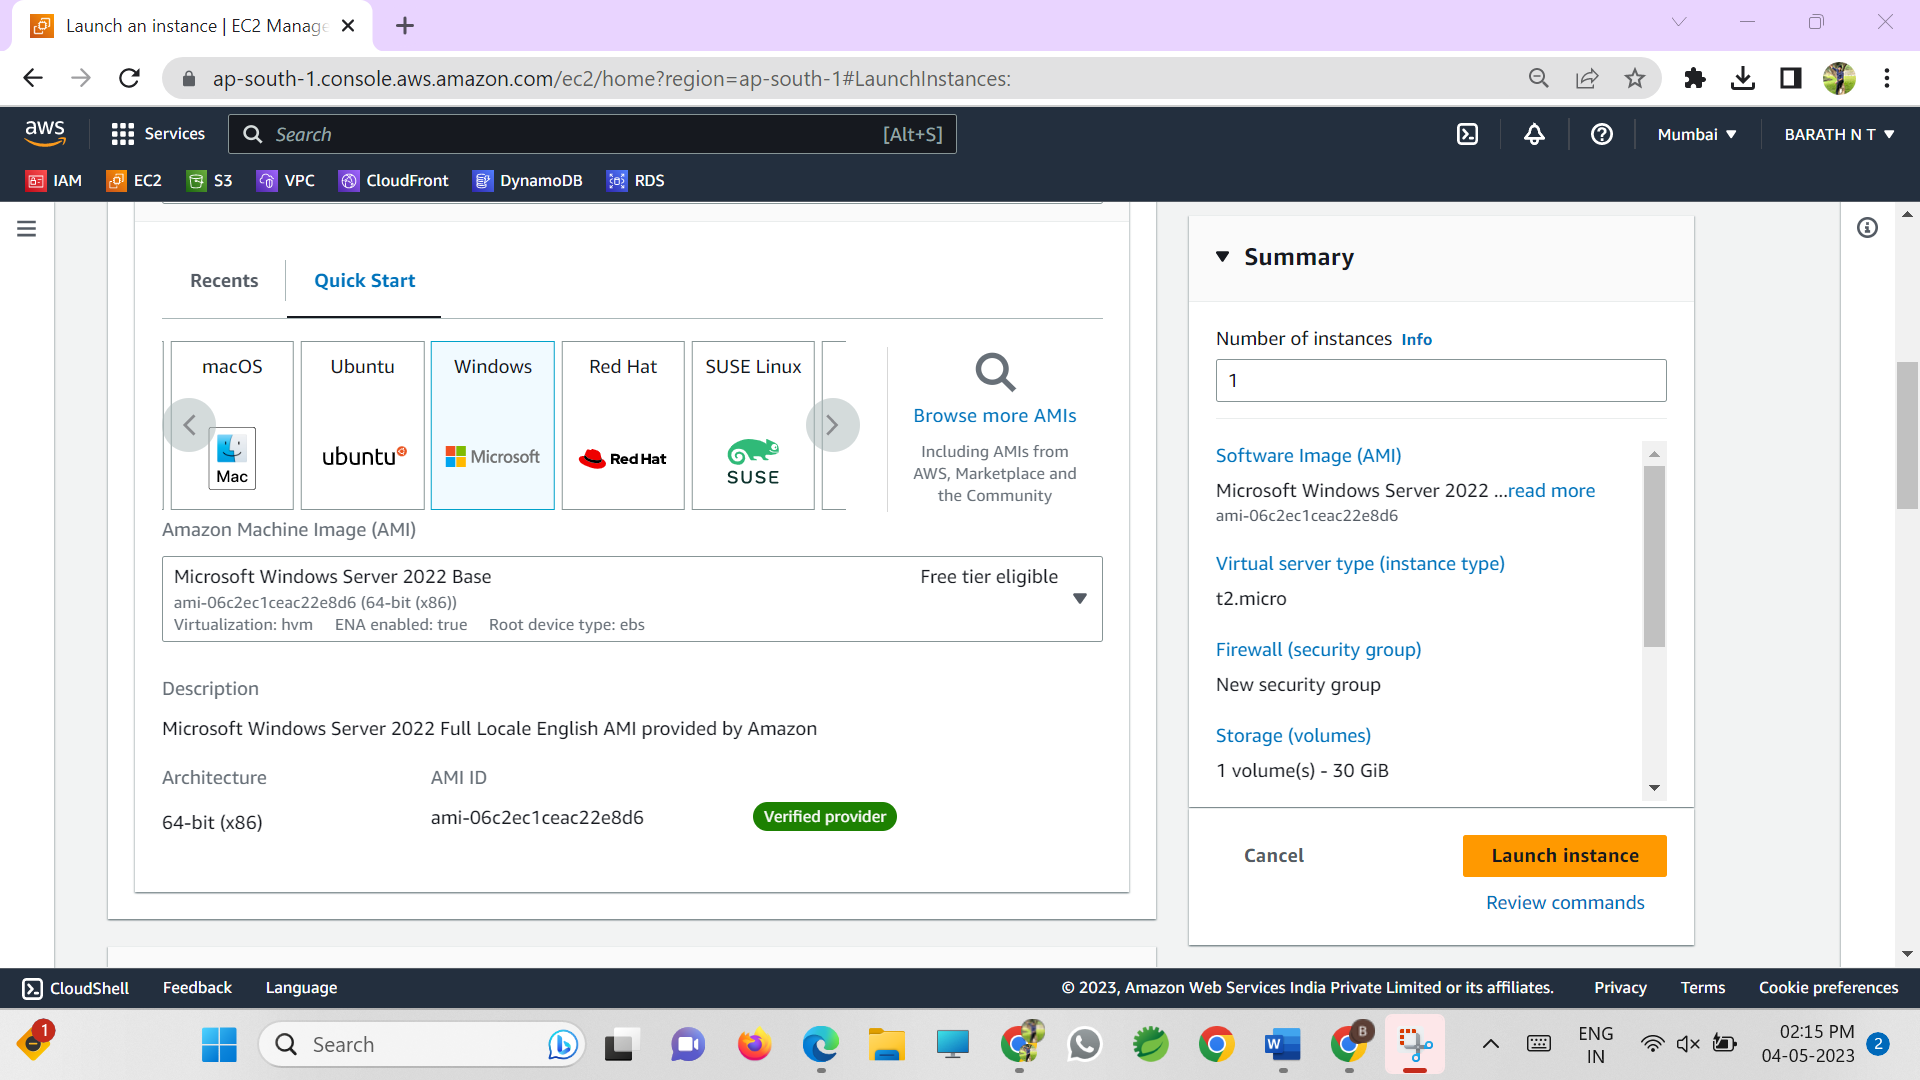 Launch an instance | EC2 Manage
ap-south-1.console.aws.amazon.com/ec2/home?region=ap-south-1#LaunchInstances:
aws
Services
Search
[Alt+S]
Mumbai
BARATH N T
IAM
EC2
S3
VPC
CloudFront
DynamoDB
RDS
Recents
Quick Start
macOS
Mac
Ubuntu
ubuntu
Windows
Microsoft
Red Hat
Red Hat
SUSE Linux
SUSE
Browse more AMIs
Including AMIs from
AWS, Marketplace and
the Community
Amazon Machine Image (AMI)
Microsoft Windows Server 2022 Base
Free tier eligible
ami-06c2ec1ceac22e8d6 (64-bit (x86))
Virtualization: hvm
ENA enabled: true
Root device type: ebs
Description
Microsoft Windows Server 2022 Full Locale English AMI provided by Amazon
Architecture
AMI ID
64-bit (x86)
ami-06c2ec1ceac22e8d6
Verified provider
Summary
Number of instances
Info
1
Software Image (AMI)
Microsoft Windows Server 2022 ...read more
ami-06c2ec1ceac22e8d6
Virtual server type (instance type)
t2.micro
Firewall (security group)
New security group
Storage (volumes)
1 volume(s) - 30 GiB
Cancel
Launch instance
Review commands
CloudShell
Feedback
Language
© 2023, Amazon Web Services India Private Limited or its affiliates.
Privacy
Terms
Cookie preferences
1
Search
W
B
ENG
IN
02:15 PM
04-05-2023
2